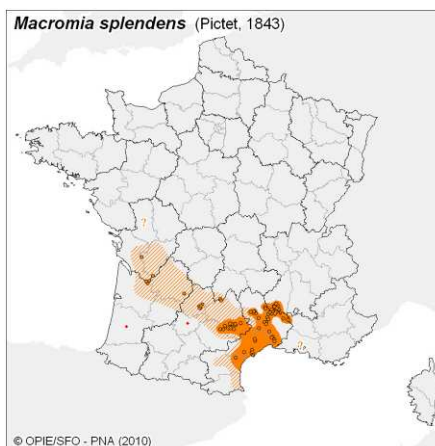 Macromia splendens (Pictet, 1843)
?
?
© OPIE/SFO - PNA (2010)